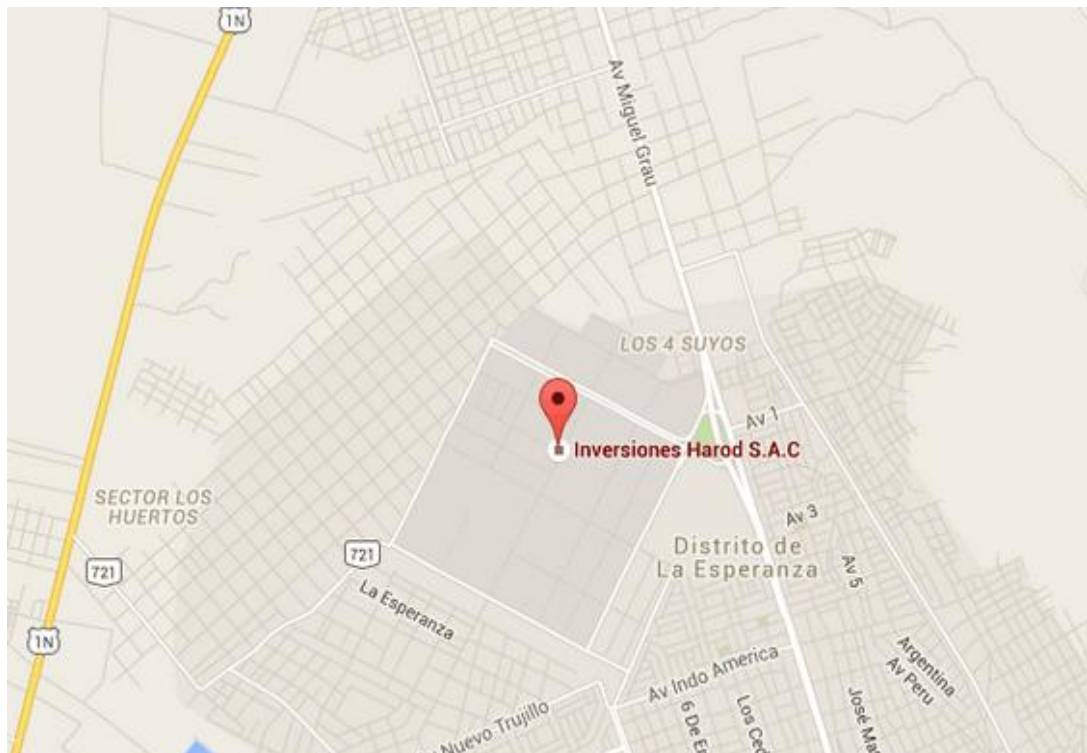 1N
Av Miguel Grau
LOS 4 SUYOS
Av 1
Inversiones Harod S.A.C
SECTOR LOS
HUERTOS
Av 3
721
Distrito de
La Esperanza
721
Av 5
La Esperanza
1N
Argentina
Av Peru
Av Indo America
6 De
Los
José
Nuevo Trujillo